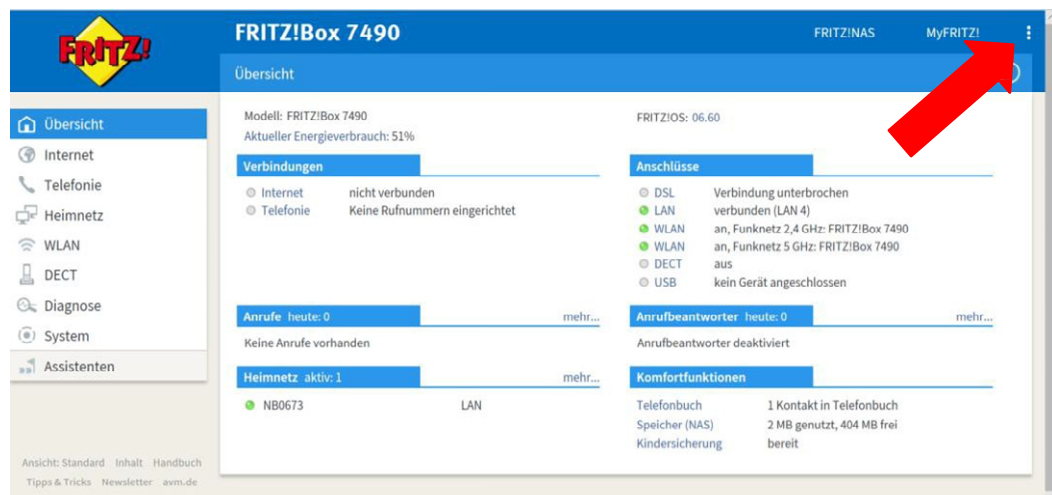 FRITZ!
FRITZ!Box 7490
FRITZ!NAS MyFRITZ!
Übersicht
Übersicht
Internet
Telefonie
Heimnetz
WLAN
DECT
Diagnose
System
Assistenten
Ansicht: Standard Inhalt Handbuch
Tipps & Tricks Newsletter avm.de
Modell: FRITZ!Box 7490
Aktueller Energieverbrauch: 51%
FRITZ!OS: 06.60
Verbindungen
Internet nicht verbunden
Telefonie Keine Rufnummern eingerichtet
Anschlüsse
DSL Verbindung unterbrochen
LAN verbunden (LAN 4)
WLAN an, Funknetz 2,4 GHz: FRITZ!Box 7490
WLAN an, Funknetz 5 GHz: FRITZ!Box 7490
DECT aus
USB kein Gerät angeschlossen
Anrufe heute: 0 mehr...
Keine Anrufe vorhanden
Anrufbeantworter heute: 0 mehr...
Anrufbeantworter deaktiviert
Heimnetz aktiv: 1 mehr...
NB0673 LAN
Komfortfunktionen
Telefonbuch 1 Kontakt in Telefonbuch
Speicher (NAS) 2 MB genutzt, 404 MB frei
Kindersicherung bereit